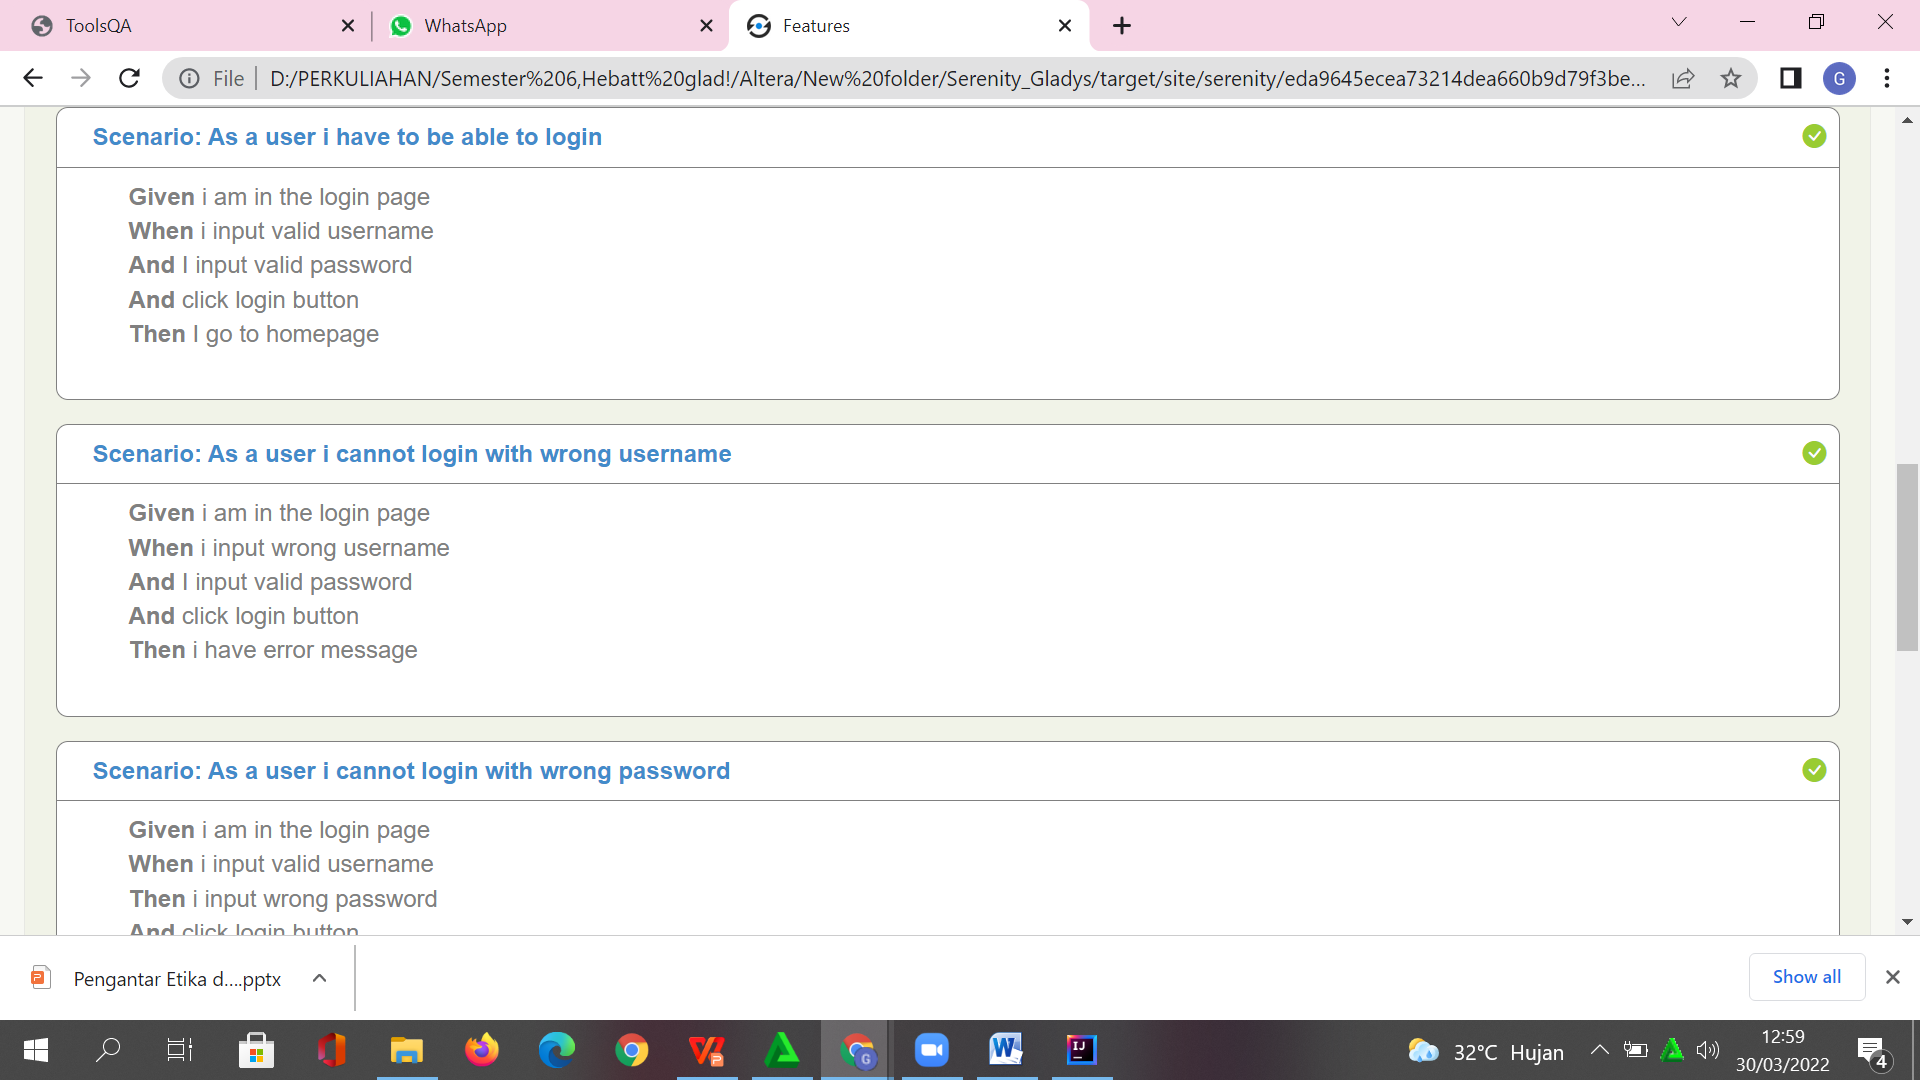 ToolsQA
WhatsApp
Features
File
D:/PERKULIAHAN/Semester%206,Hebatt%20glad!/Altera/New%20folder/Serenity_Gladys/target/site/serenity/eda9645ecea73214dea660b9d79f3be...
G
Scenario: As a user i have to be able to login
Given i am in the login page
When i input valid username
And I input valid password
And click login button
Then I go to homepage
Scenario: As a user i cannot login with wrong username
Given i am in the login page
When i input wrong username
And I input valid password
And click login button
Then i have error message
Scenario: As a user i cannot login with wrong password
Given i am in the login page
When i input valid username
Then i input wrong password
And click login button
Pengantar Etika d....pptx
Show all
32°C Hujan
12:59
30/03/2022
4